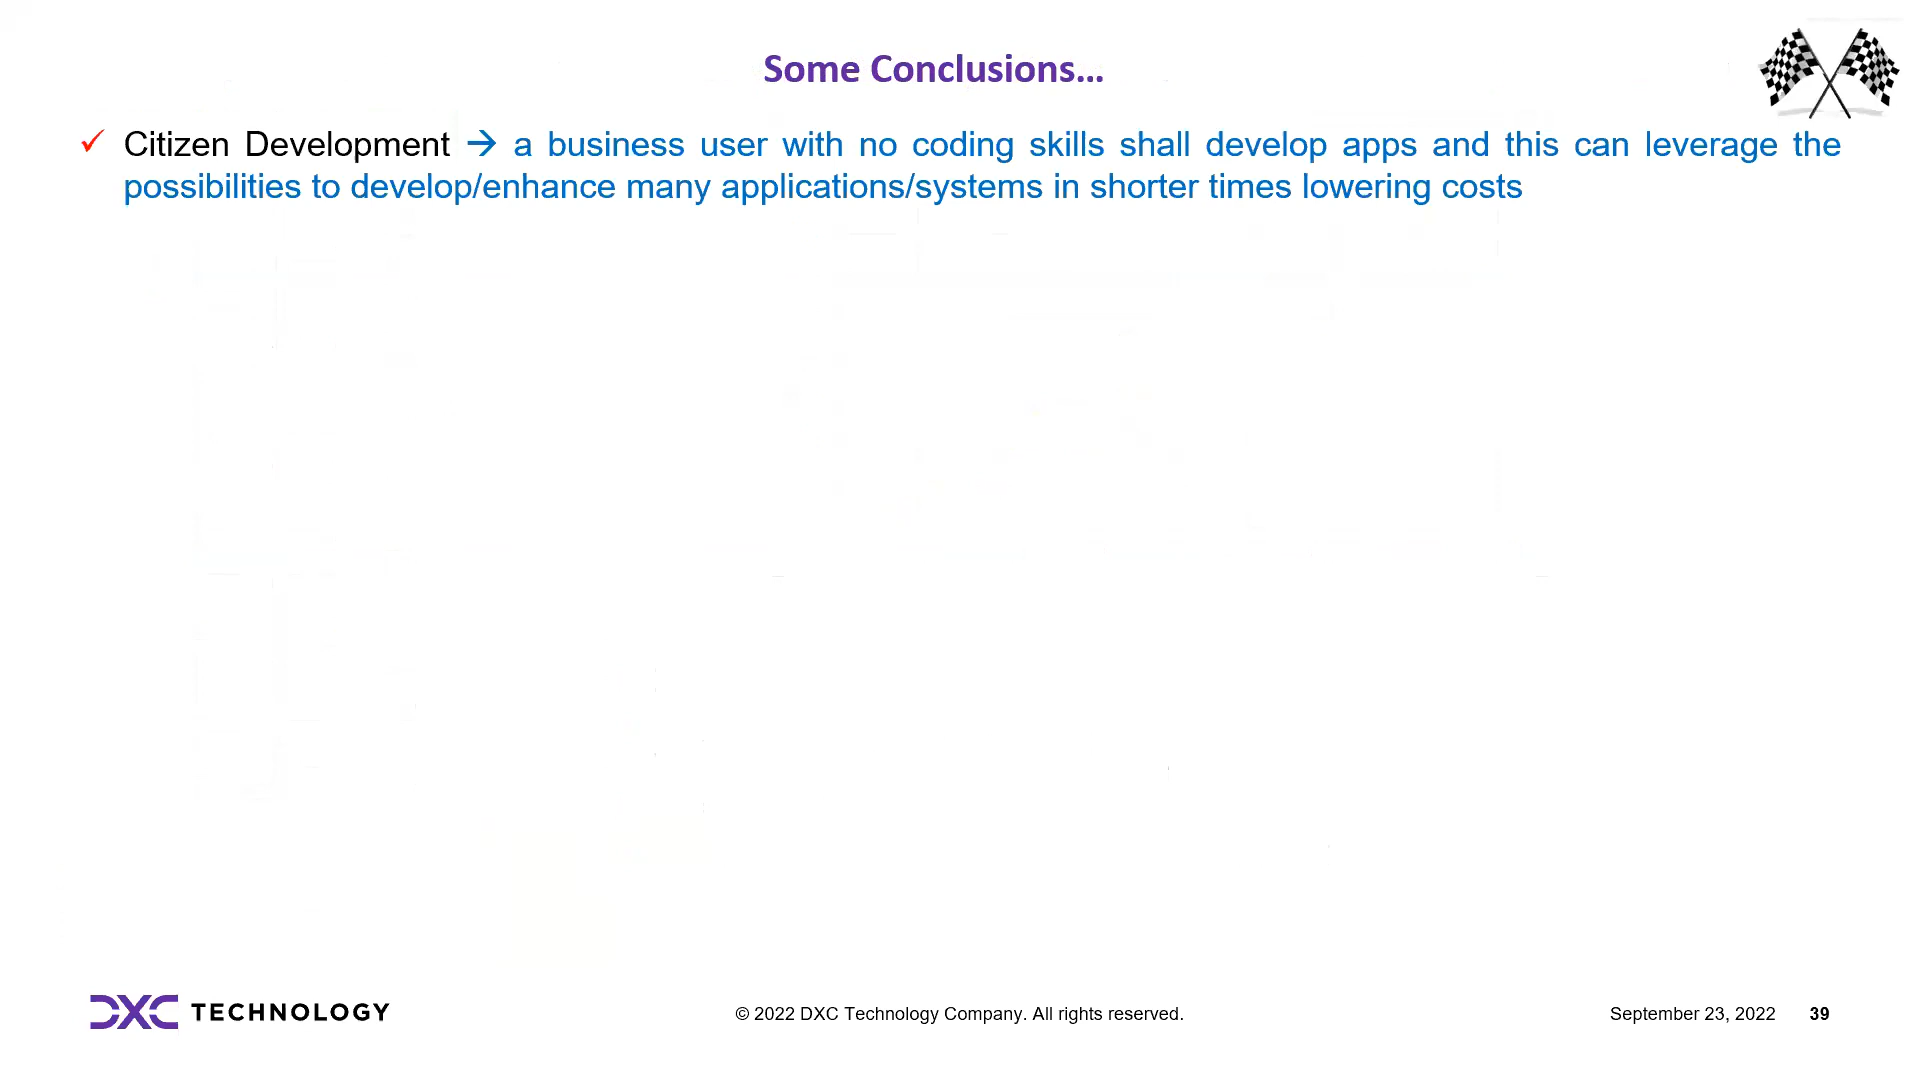 Some Conclusions...
✓ Citizen Development → a business user with no coding skills shall develop apps and this can leverage the
possibilities to develop/enhance many applications/systems in shorter times lowering costs
DXC TECHNOLOGY
© 2022 DXC Technology Company. All rights reserved.
September 23, 2022 39